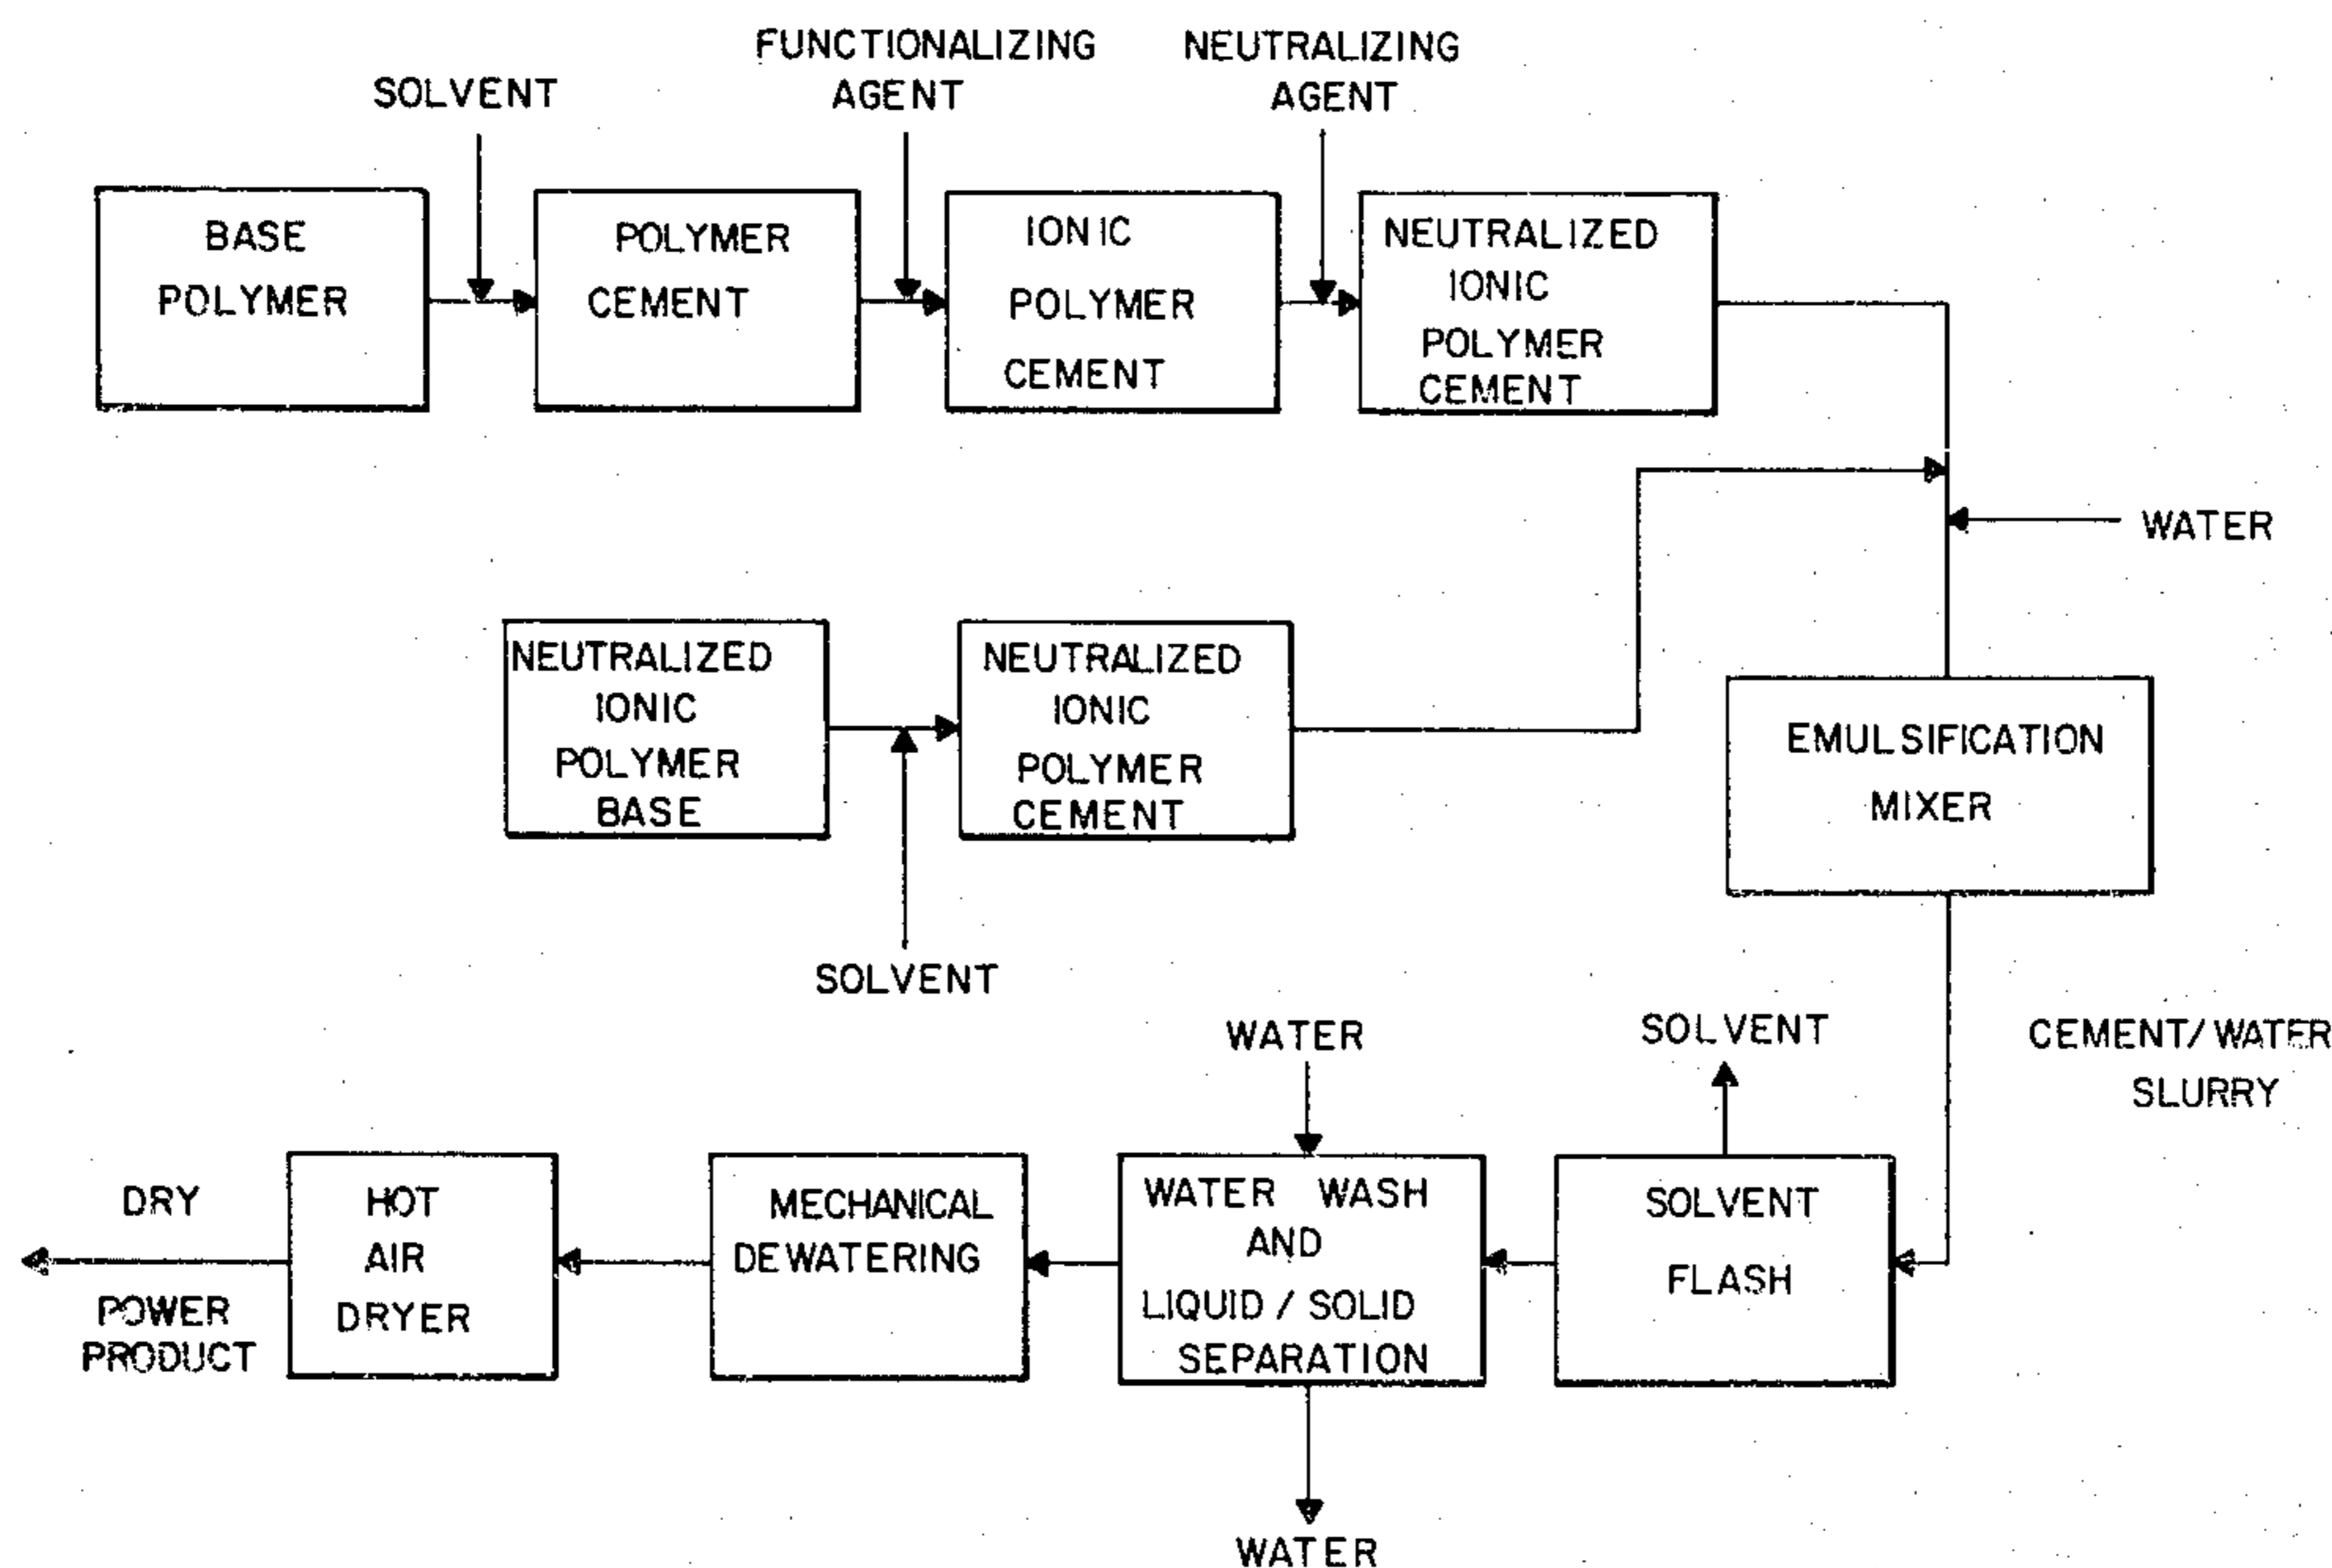 FUNCTIONALIZING
AGENT
NEUTRALIZING
AGENT
SOLVENT
BASE
POLYMER
POLYMER
CEMENT
IONIC
POLYMER
CEMENT
NEUTRALIZED
IONIC
POLYMER
CEMENT
WATER
NEUTRALIZED
IONIC
POLYMER
BASE
NEUTRALIZED
IONIC
POLYMER
CEMENT
EMULSIFICATION
MIXER
SOLVENT
WATER
SOLVENT
CEMENT/WATER
SLURRY
DRY
POWER
PRODUCT
HOT
AIR
DRYER
MECHANICAL
DEWATERING
WATER WASH
AND
LIQUID / SOLID
SEPARATION
SOLVENT
FLASH
WATER